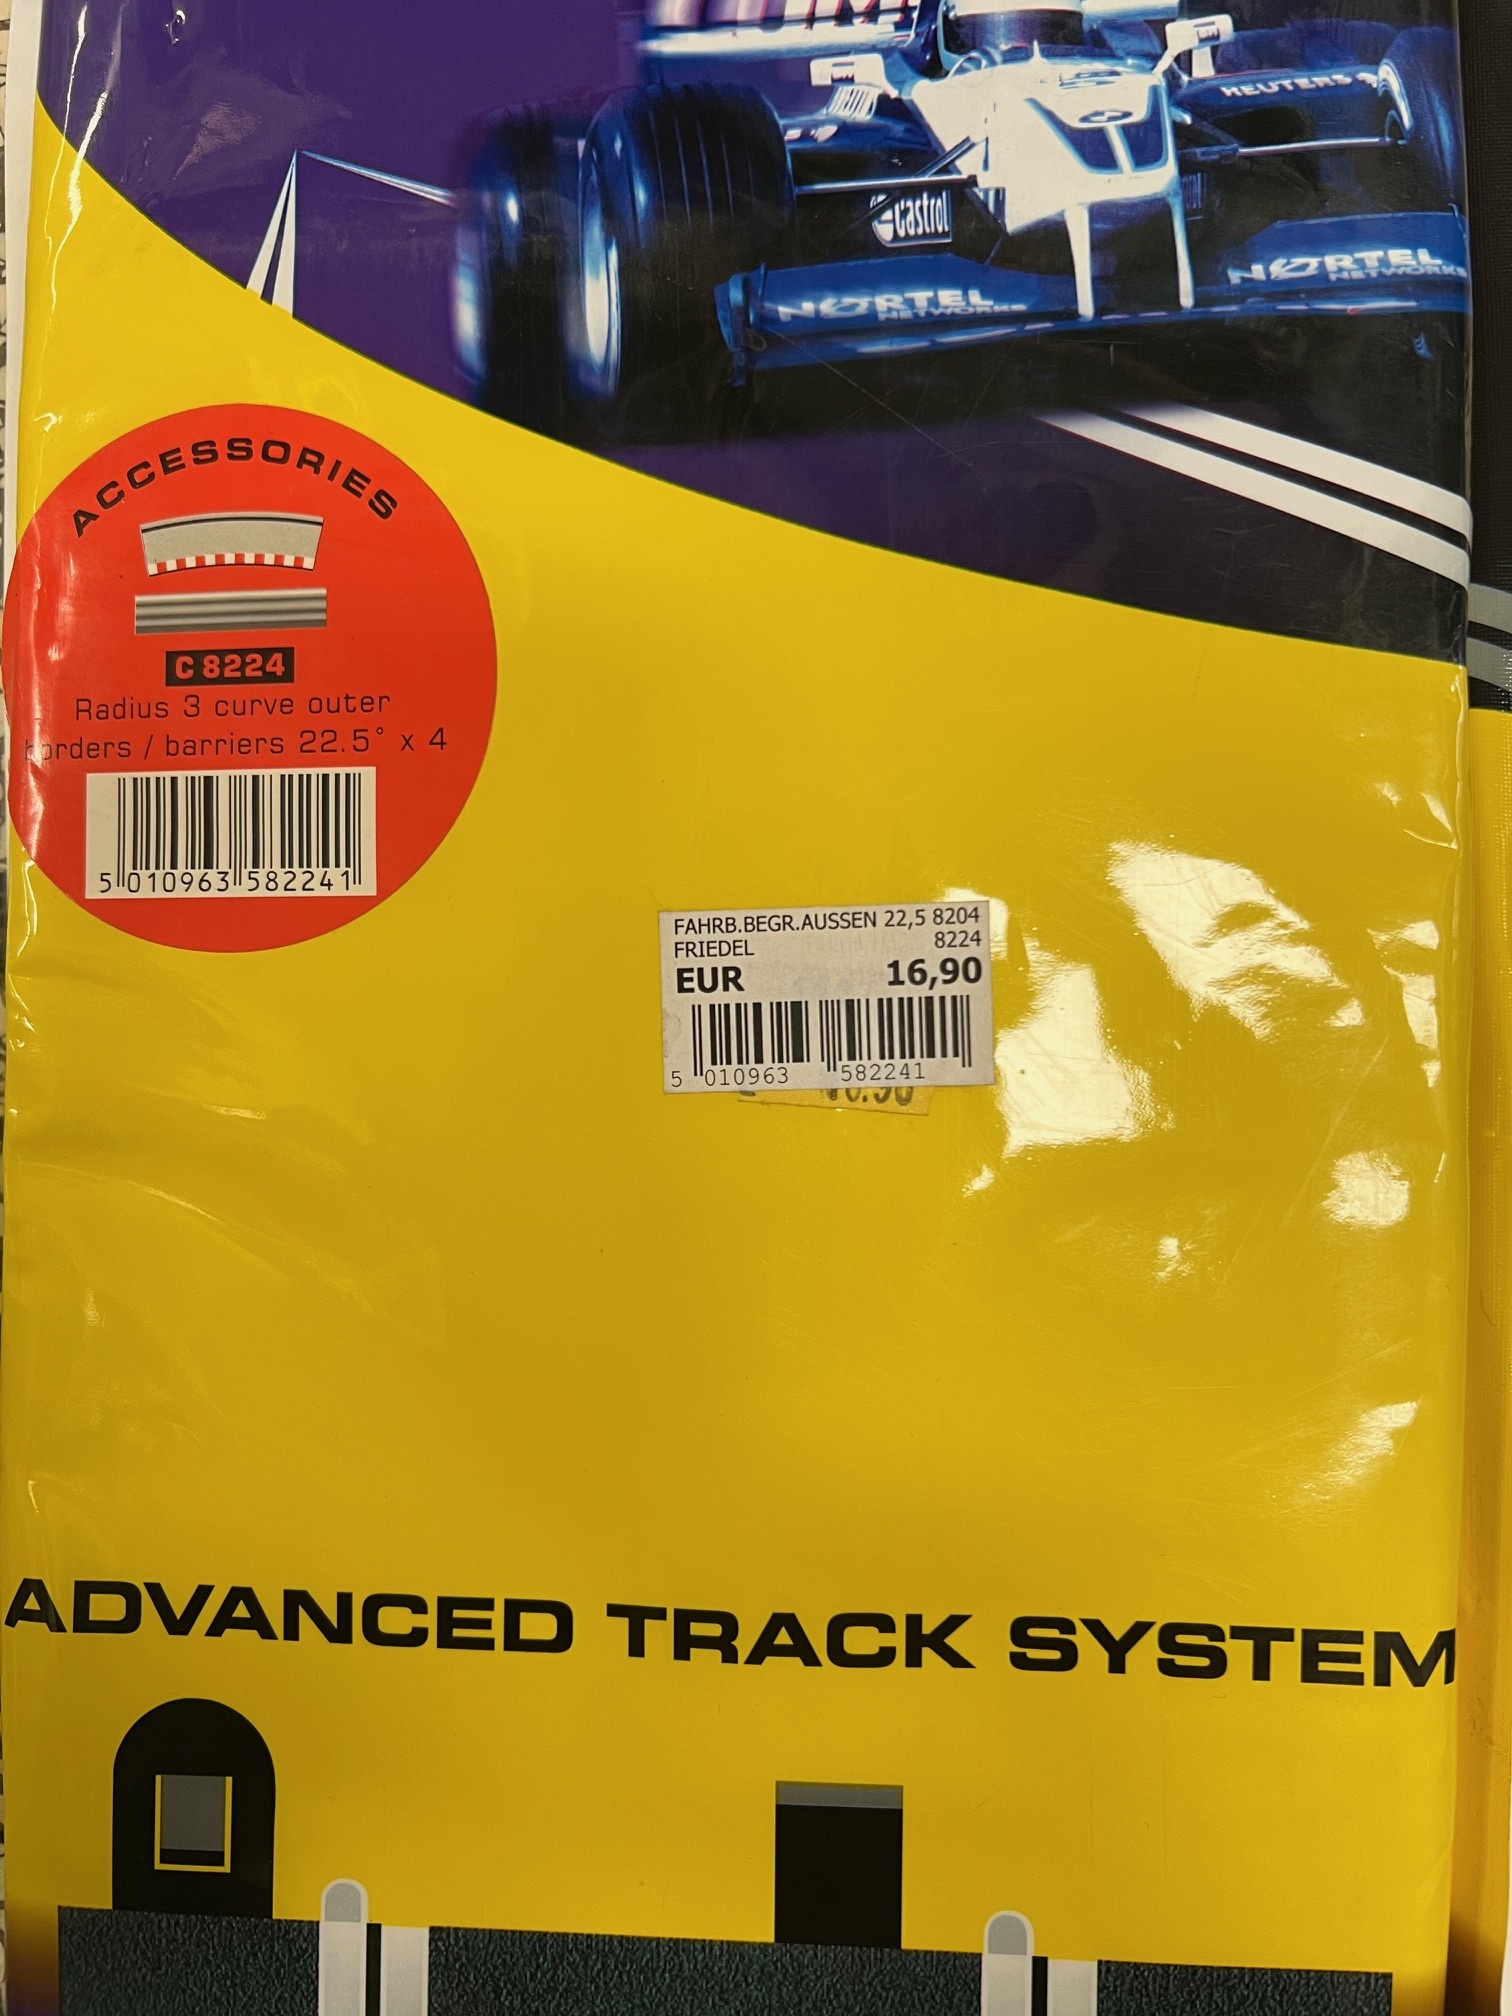 REUTERS
Castrol
NORTEL
NETWORKS
NORTEL
NETWORKS
ACCESSORIES
C 8224
Radius 3 curve outer
borders / barriers 22.5° x 4
5 010963 582241
FAHRB.BEGR.AUSSEN 22,5 8204
FRIEDEL 8224
EUR 16,90
5 010963 582241
ADVANCED TRACK SYSTEM